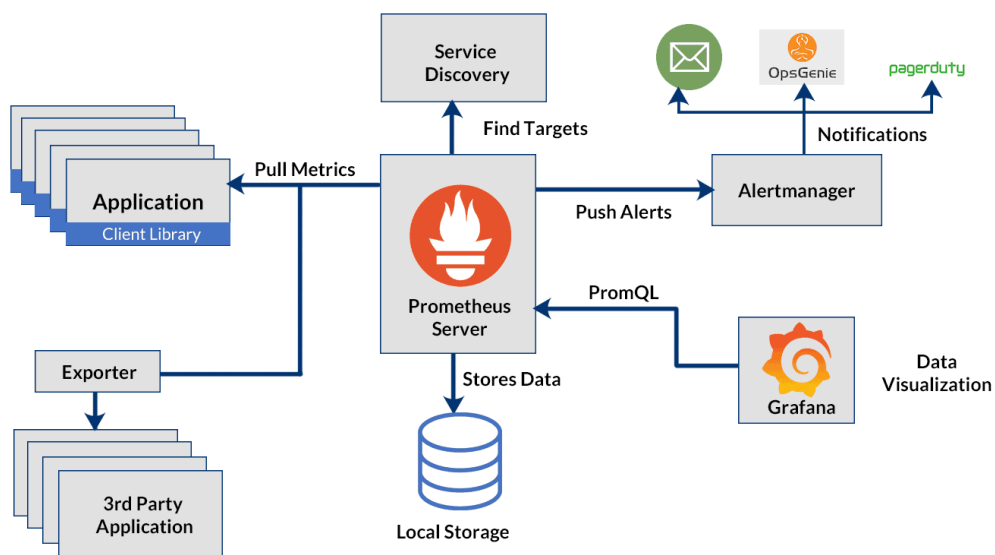 Service
Discovery
OpsGenie
pagerduty
Find Targets
Notifications
Pull Metrics
Application
Client Library
Push Alerts
Alertmanager
Prometheus
Server
PromQL
Exporter
Stores Data
Grafana
Data
Visualization
3rd Party
Application
Local Storage